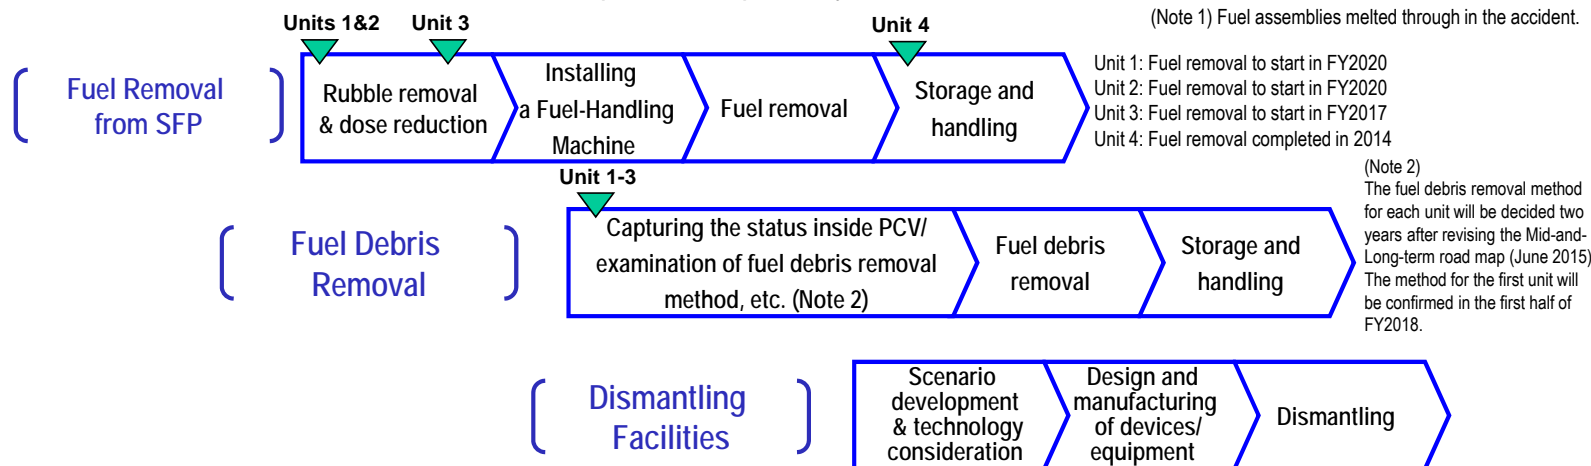 (Note 1) Fuel assemblies melted through in the accident.
Units 1&2
Unit 3
Unit 4
Fuel Removal
from SFP
Rubble removal
& dose reduction
Installing
a Fuel-Handling
Machine
Fuel removal
Storage and
handling
Unit 1: Fuel removal to start in FY2020
Unit 2: Fuel removal to start in FY2020
Unit 3: Fuel removal to start in FY2017
Unit 4: Fuel removal completed in 2014
Unit 1-3
Fuel Debris
Removal
Capturing the status inside PCV/
examination of fuel debris removal
method, etc. (Note 2)
Fuel debris
removal
Storage and
handling
(Note 2)
The fuel debris removal method
for each unit will be decided two
years after revising the Mid-and-
Long-term road map (June 2015)
The method for the first unit will
be confirmed in the first half of
FY2018.
Dismantling
Facilities
Scenario
development
& technology
consideration
Design and
manufacturing
of devices/
equipment
Dismantling